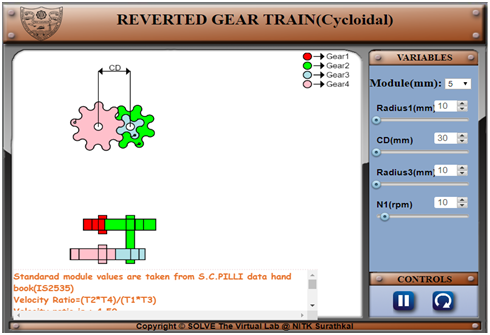 REVERTED GEAR TRAIN(Cycloidal)
CD
Gear1
Gear2
Gear3
Gear4
VARIABLES
Module(mm): 5
Radius1(mm) 10
CD(mm) 30
Radius3(mm) 10
N1(rpm) 10
Standarad module values are taken from S.C.PILLI data hand
book(IS2535)
Velocity Ratio=(T2*T4)/(T1*T3)
CONTROLS
Copyright © SOLVE The Virtual Lab @ NITK Surathkal